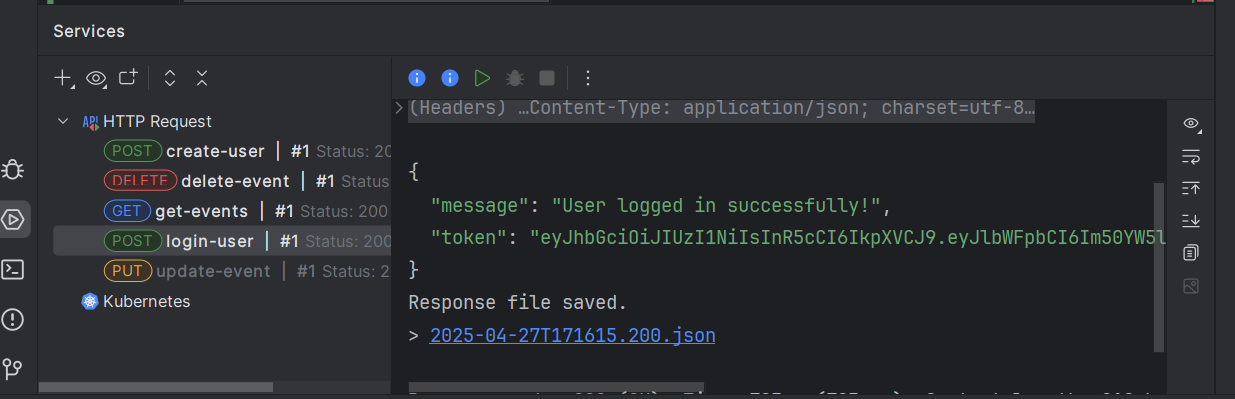 Services
HTTP Request
POST create-user | #1 Status: 20
DELETE delete-event | #1 Status
GET get-events | #1 Status: 200
POST login-user | #1 Status: 200
PUT update-event | #1 Status: 2
Kubernetes
(Headers) …Content-Type: application/json; charset=utf-8…
{
"message": "User logged in successfully!",
"token": "eyJhbGciOiJIUzI1NiIsInR5cCI6IkpXVCJ9.eyJlbWFpbCI6Im50YW5l
}
Response file saved.
> 2025-04-27T171615.200.json